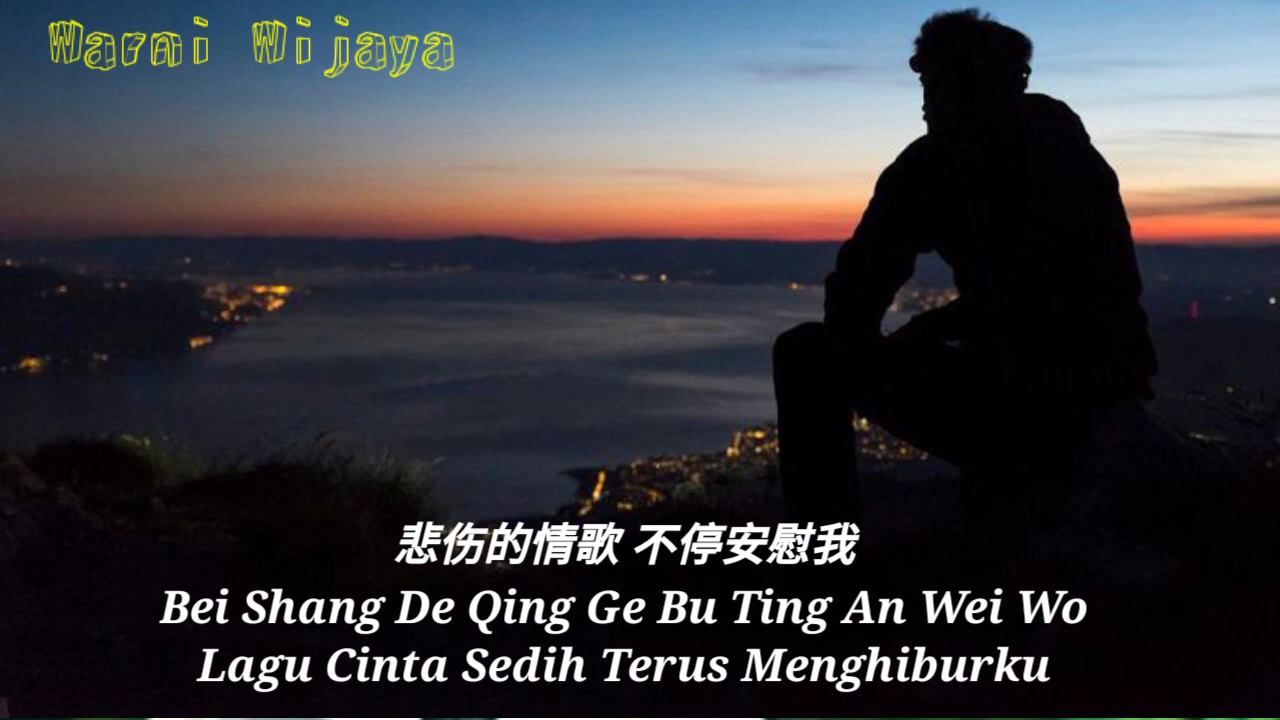 Warni Wijaya
悲伤的情歌 不停安慰我
Bei Shang De Qing Ge Bu Ting An Wei Wo
Lagu Cinta Sedih Terus Menghiburku